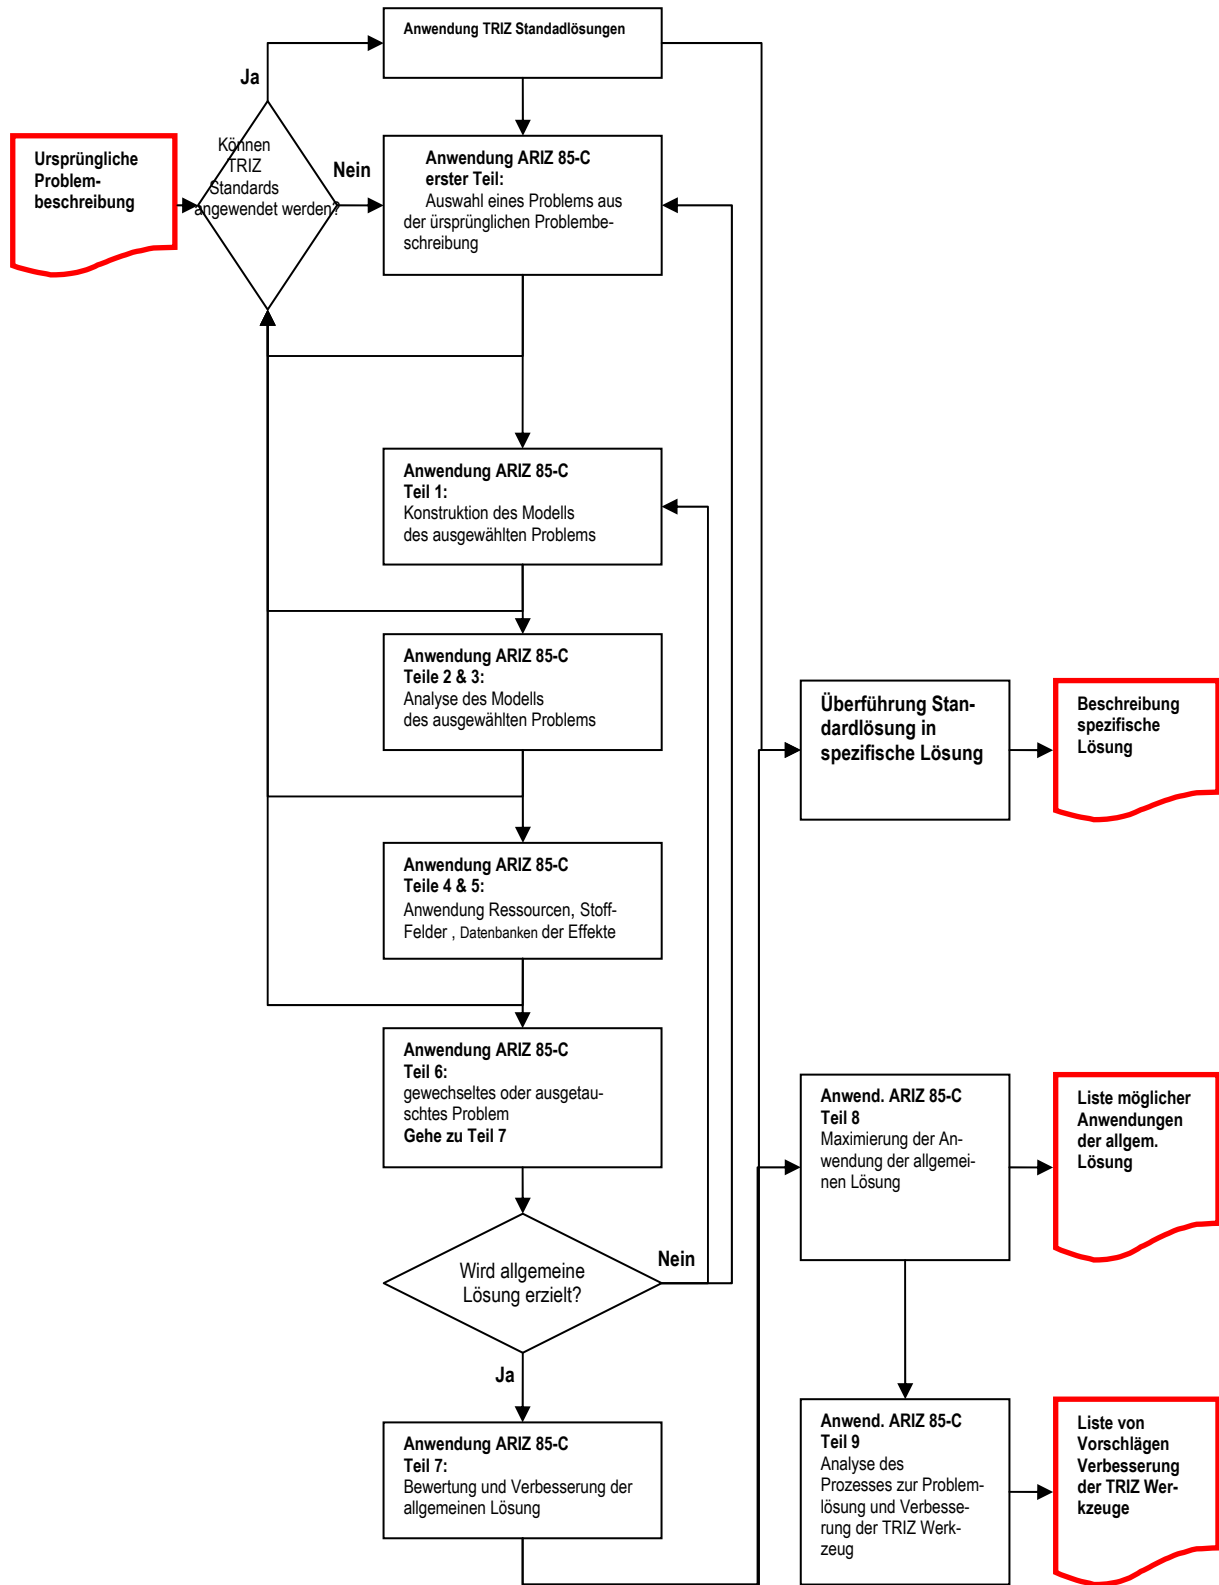 Anwendung TRIZ Standadlösungen
Ja
Ursprüngliche
Problem-
beschreibung
Können
TRIZ
Standards
angewendet werden?
Nein
Anwendung ARIZ 85-C
erster Teil:
Auswahl eines Problems aus
der ürsprünglichen Problembe-
schreibung
Anwendung ARIZ 85-C
Teil 1:
Konstruktion des Modells
des ausgewählten Problems
Anwendung ARIZ 85-C
Teile 2 & 3:
Analyse des Modells
des ausgewählten Problems
Überführung Stan-
dardlösung in
spezifische Lösung
Beschreibung
spezifische
Lösung
Anwendung ARIZ 85-C
Teile 4 & 5:
Anwendung Ressourcen, Stoff-
Felder , Datenbanken der Effekte
Anwendung ARIZ 85-C
Teil 6:
gewechseltes oder ausgetau-
schtes Problem
Gehe zu Teil 7
Anwend. ARIZ 85-C
Teil 8
Maximierung der An-
wendung der allgemei-
nen Lösung
Liste möglicher
Anwendungen
der allgem.
Lösung
Wird allgemeine
Lösung erzielt?
Nein
Ja
Anwendung ARIZ 85-C
Teil 7:
Bewertung und Verbesserung der
allgemeinen Lösung
Anwend. ARIZ 85-C
Teil 9
Analyse des
Prozesses zur Problem-
lösung und Verbesse-
rung der TRIZ Werk-
zeug
Liste von
Vorschlägen
Verbesserung
der TRIZ Wer-
kzeuge